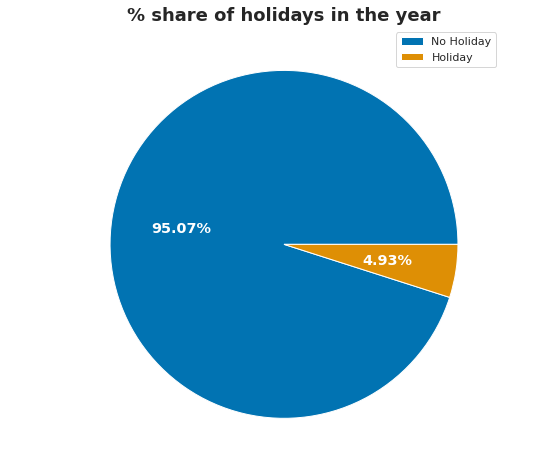 % share of holidays in the year
No Holiday
Holiday
95.07%
4.93%